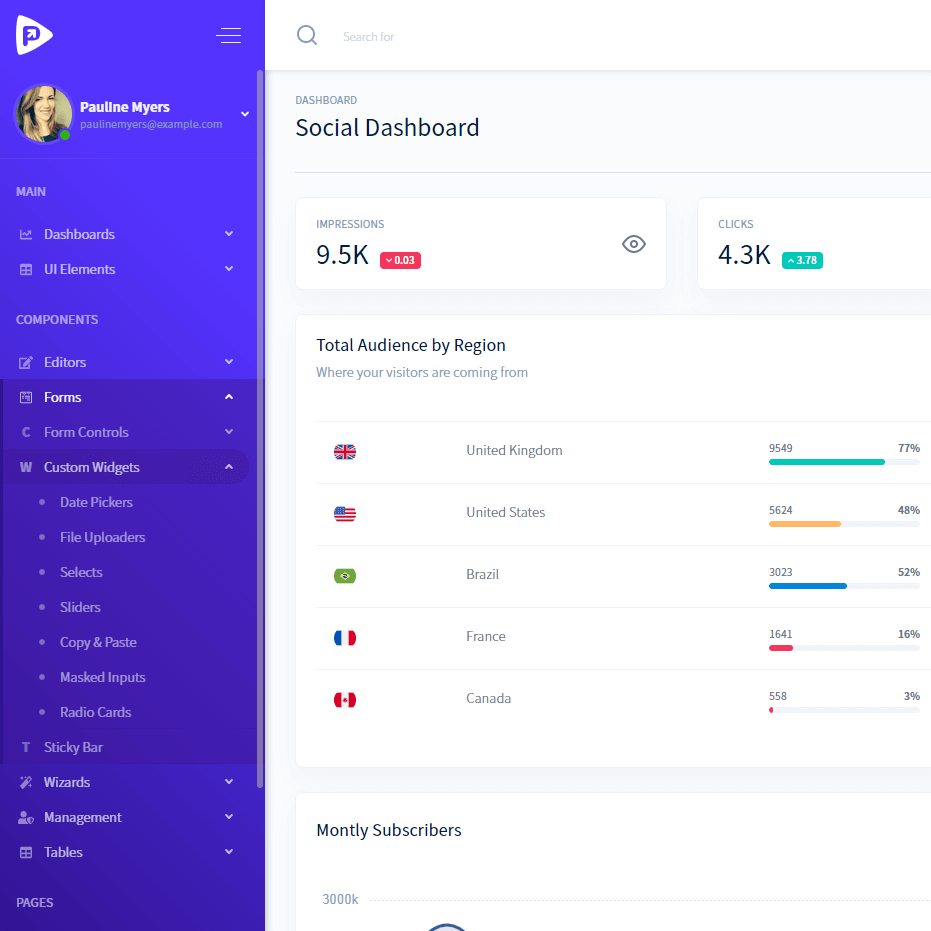 Pauline Myers
paulinemyers@example.com
MAIN
Dashboards
UI Elements
COMPONENTS
Editors
Forms
C Form Controls
W Custom Widgets
Date Pickers
File Uploaders
Selects
Sliders
Copy & Paste
Masked Inputs
Radio Cards
T Sticky Bar
Wizards
Management
Tables
PAGES
Search for
DASHBOARD
Social Dashboard
IMPRESSIONS
9.5K 0.03
CLICKS
4.3K 3.78
Total Audience by Region
Where your visitors are coming from
United Kingdom 9549 77%
United States 5624 48%
Brazil 3023 52%
France 1641 16%
Canada 558 3%
Montly Subscribers
3000k